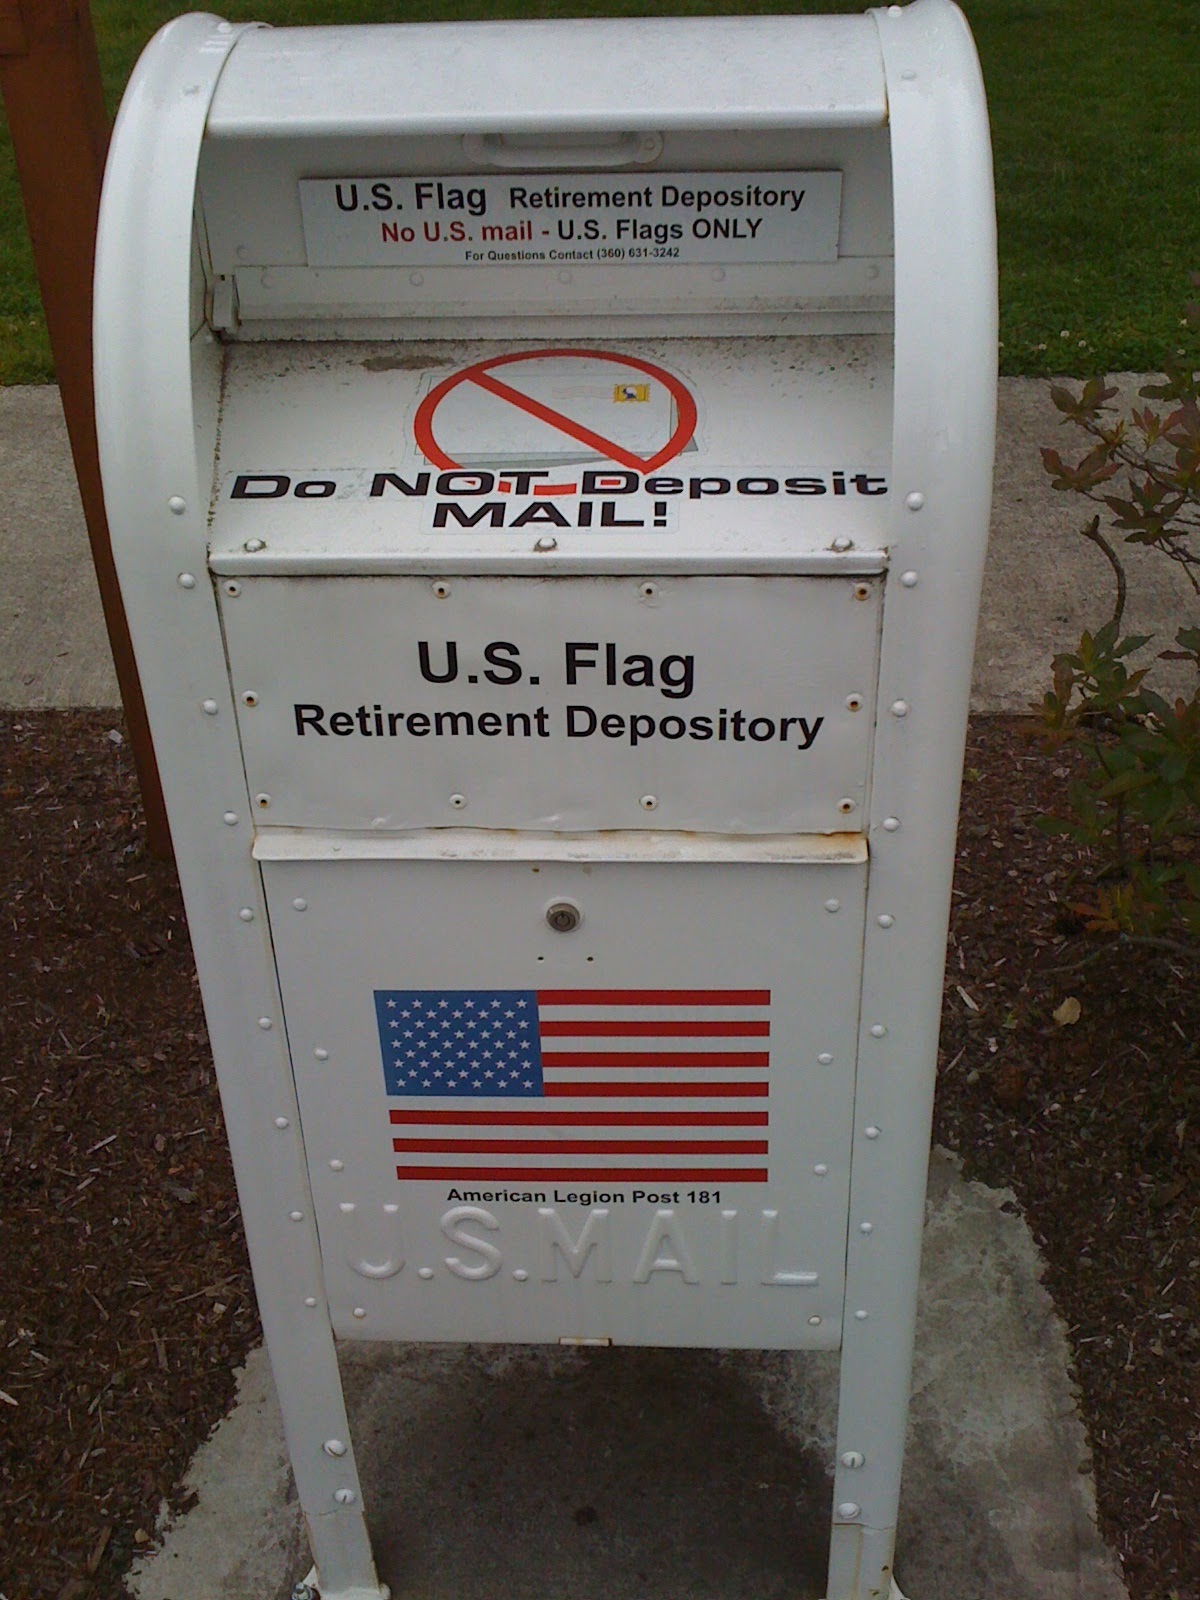 U.S. Flag Retirement Depository
No U.S. mail - U.S. Flags ONLY
For Questions Contact (360) 631-3242
Do NOT Deposit
MAIL!
U.S. Flag
Retirement Depository
American Legion Post 181
U.S.MAIL